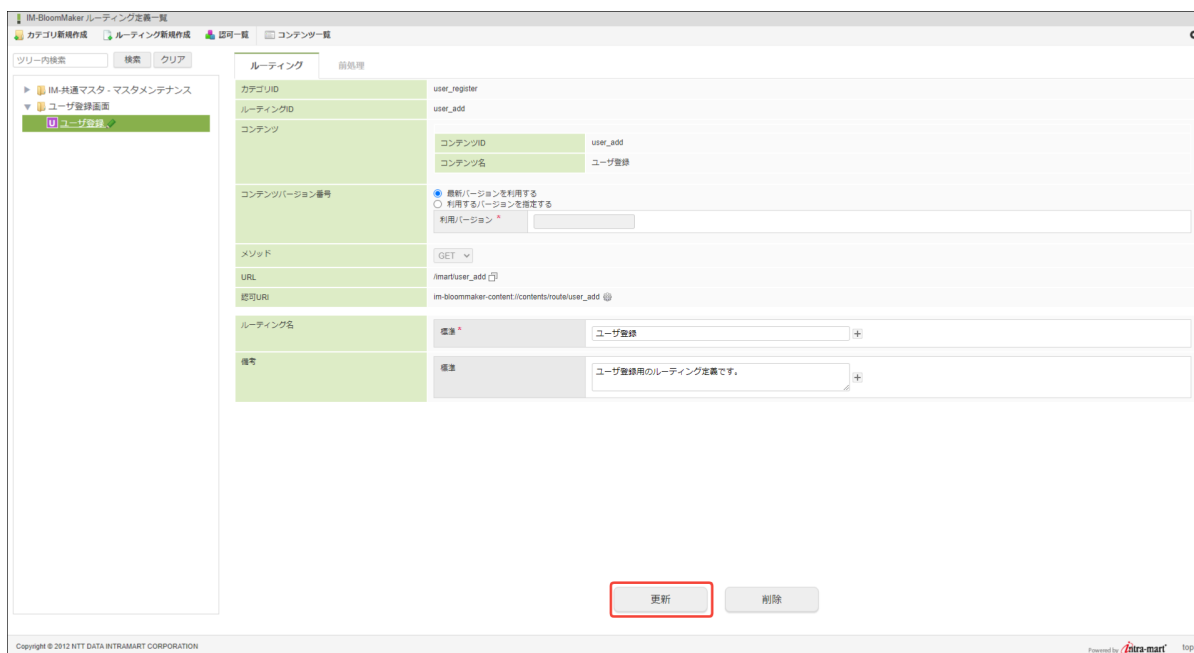 IM-BloomMaker ルーティング定義一覧
カテゴリ新規作成 ルーティング新規作成 認可一覧 コンテンツ一覧
ツリー内検索 検索 クリア
IM-共通マスタ - マスタメンテナンス
ユーザ登録画面
U ユーザ登録
ルーティング 前処理
カテゴリID user_register
ルーティングID user_add
コンテンツ
コンテンツID user_add
コンテンツ名 ユーザ登録
コンテンツバージョン番号
最新バージョンを利用する
利用するバージョンを指定する
利用バージョン *
メソッド GET
URL /imart/user_add
認可URI im-bloommaker-content://contents/route/user_add
ルーティング名 標準 * ユーザ登録
備考 標準 ユーザ登録用のルーティング定義です。
更新 削除
Copyright © 2012 NTT DATA INTRAMART CORPORATION
Powered by intra-mart top